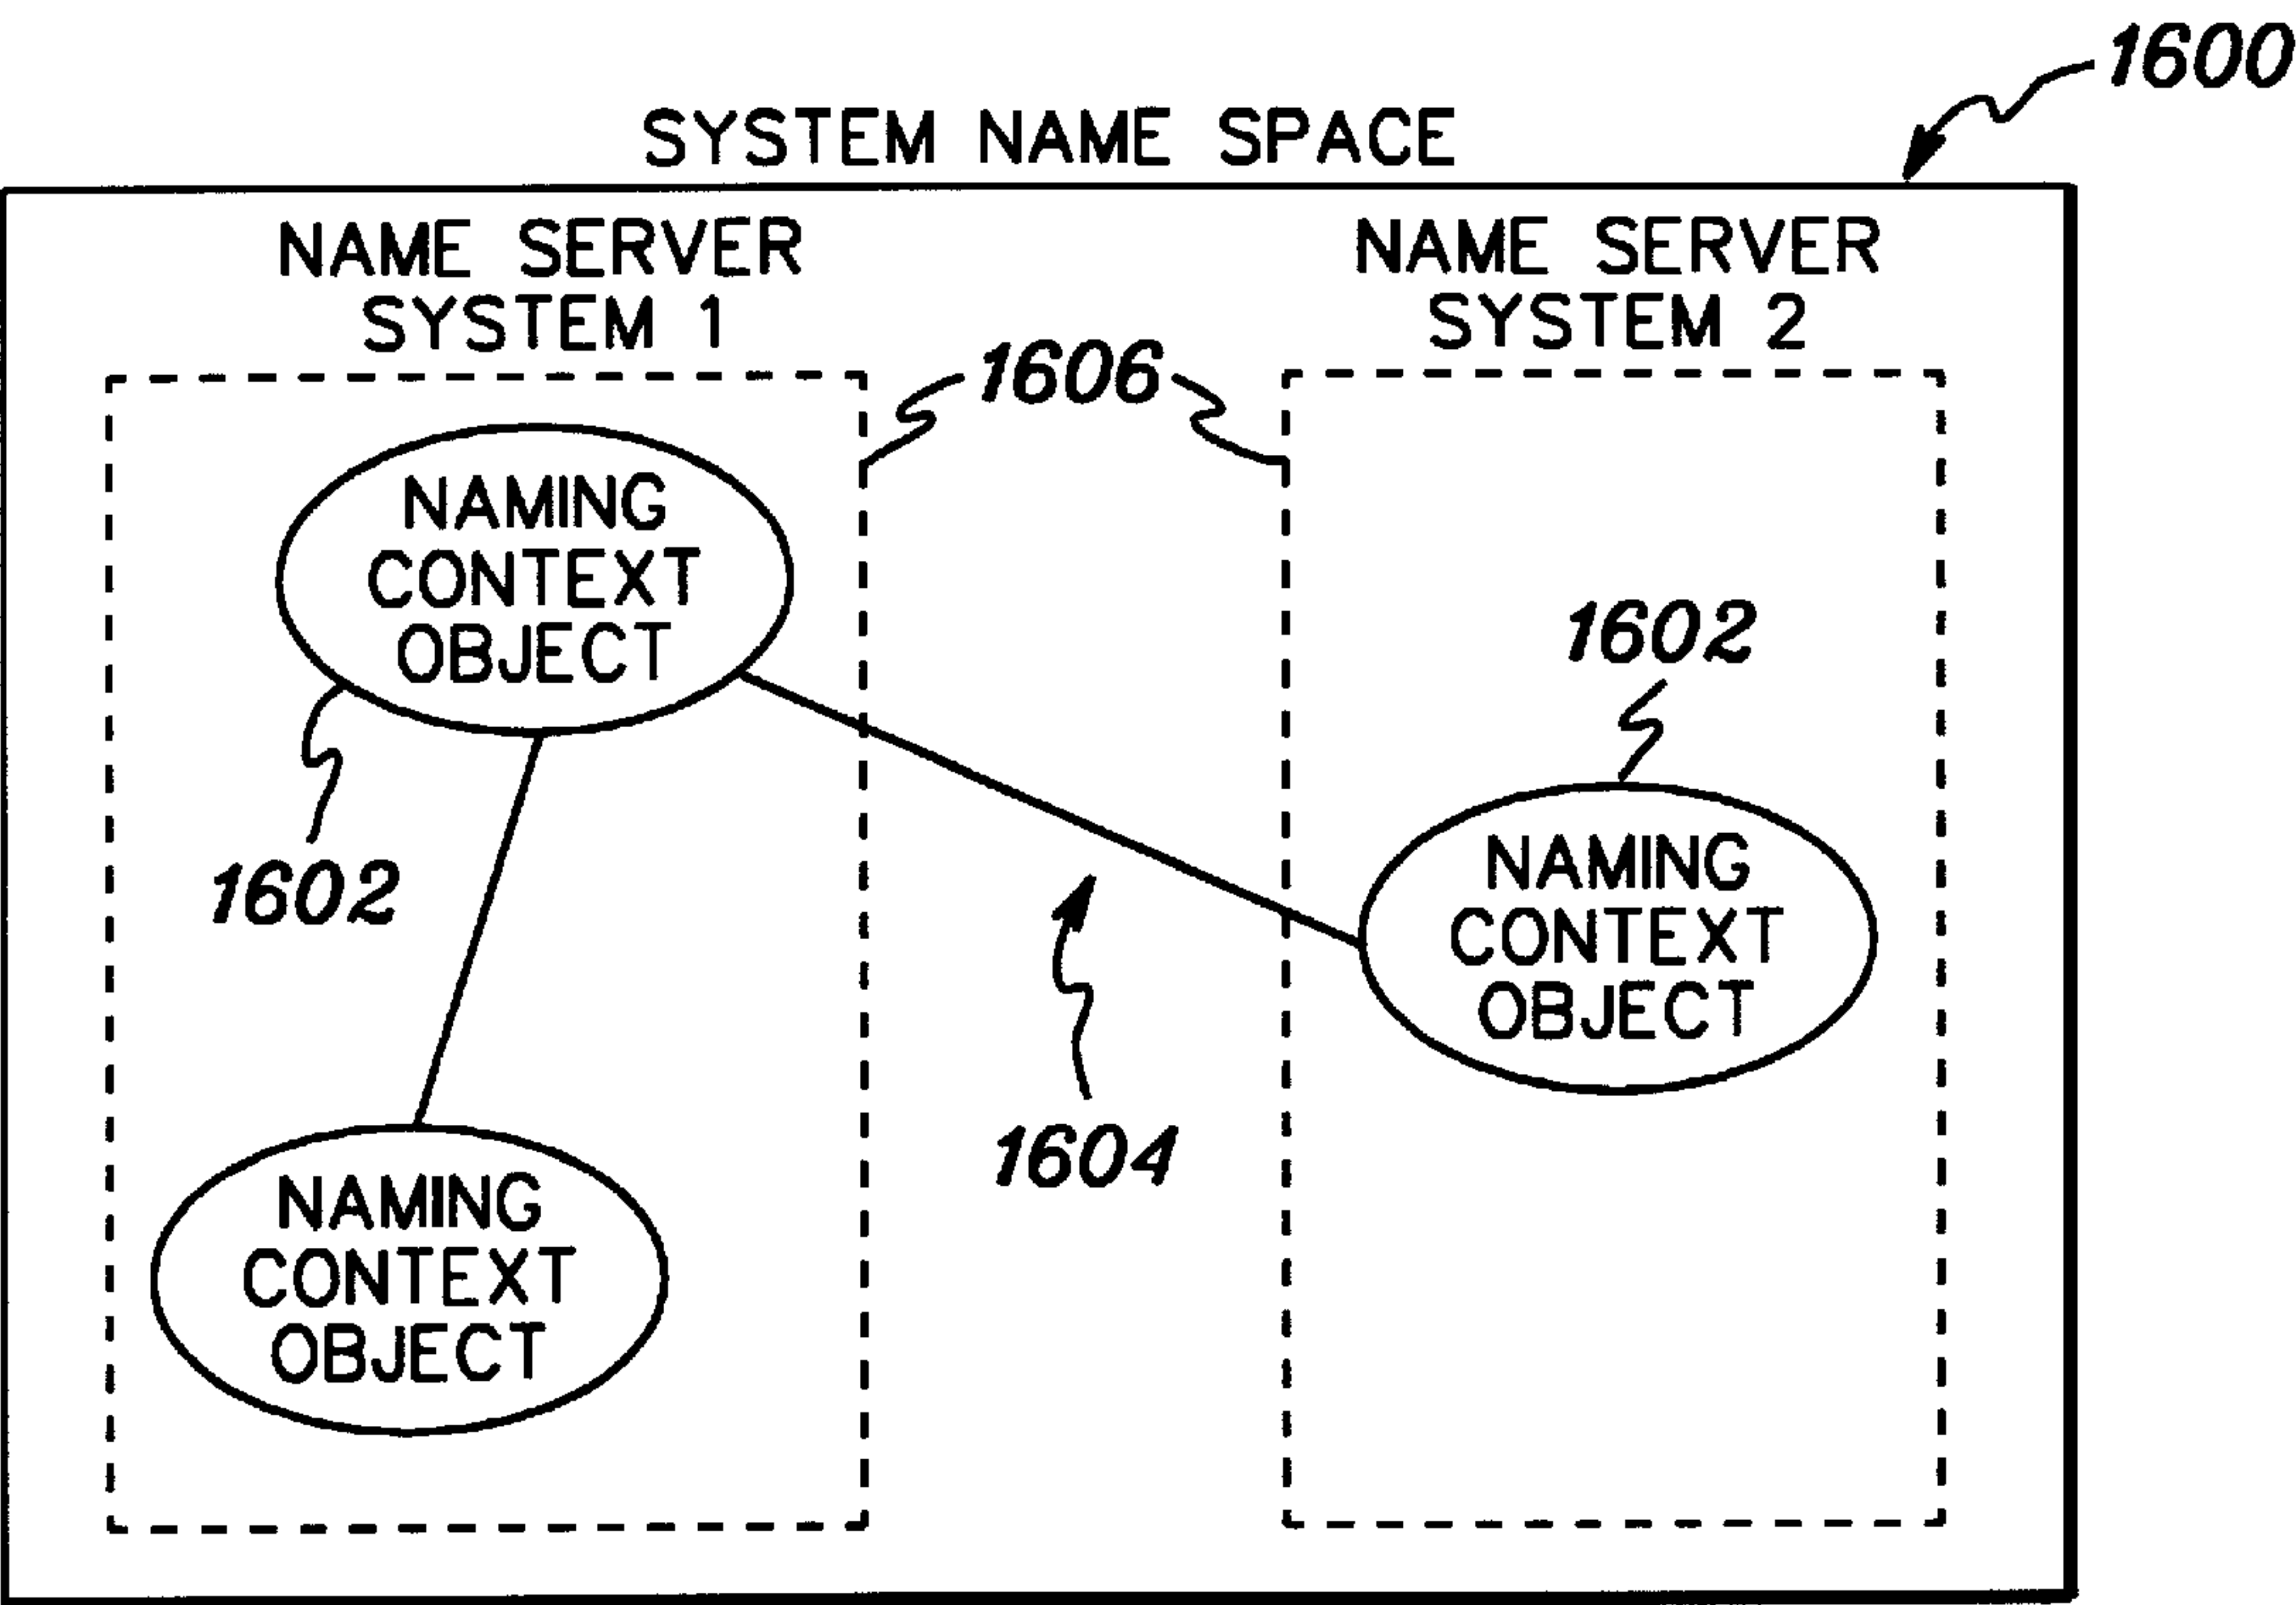 1600
SYSTEM NAME SPACE
NAME SERVER
SYSTEM 1
NAME SERVER
SYSTEM 2
1606
NAMING
CONTEXT
OBJECT
1602
1602
NAMING
CONTEXT
OBJECT
1604
NAMING
CONTEXT
OBJECT